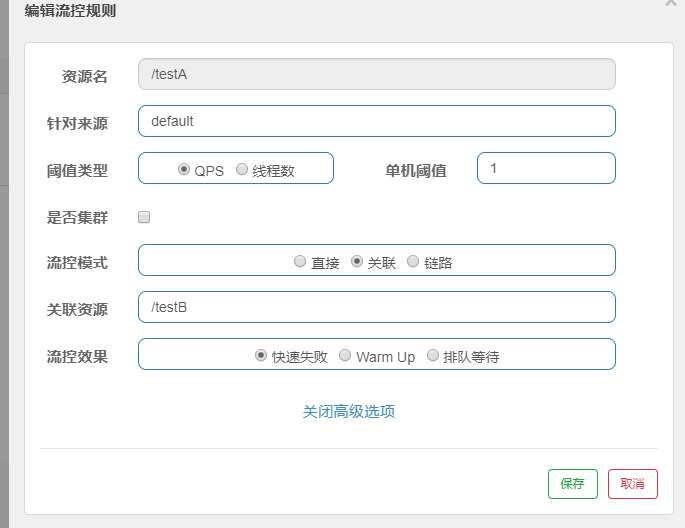 编辑流控规则
资源名 /testA
针对来源 default
阈值类型 QPS 线程数 单机阈值 1
是否集群
流控模式 直接 关联 链路
关联资源 /testB
流控效果 快速失败 Warm Up 排队等待
关闭高级选项
保存 取消